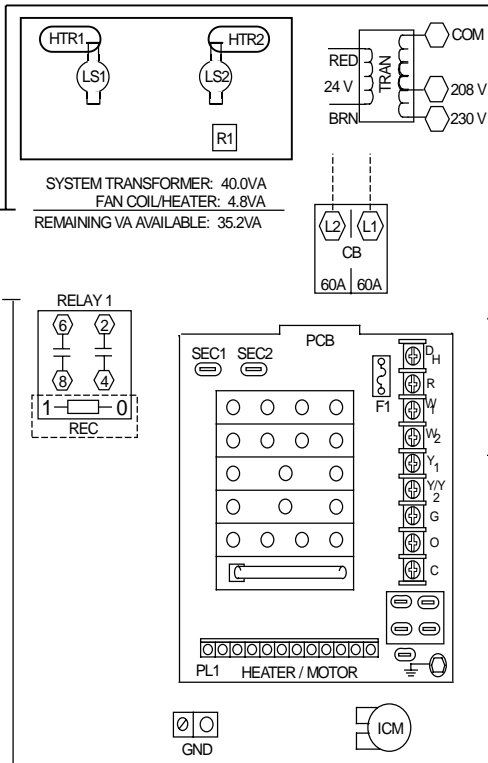 HTR1
HTR2
LS1
LS2
R1
COM
RED
24 V
TRAN
208 V
BRN
230 V
SYSTEM TRANSFORMER: 40.0VA
FAN COIL/HEATER: 4.8VA
REMAINING VA AVAILABLE: 35.2VA
L2
L1
CB
60A
60A
RELAY 1
6
2
8
4
1
0
REC
PCB
SEC1
SEC2
F1
DH
R
W1
W2
Y1
Y/Y2
G
O
C
PL1
HEATER / MOTOR
GND
ICM